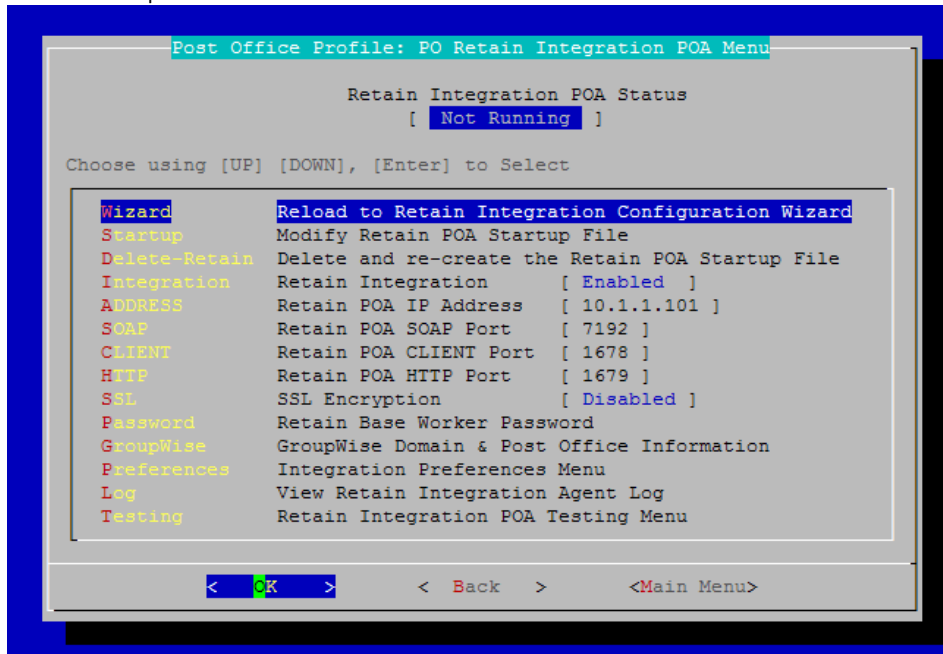 Post Office Profile: PO Retain Integration POA Menu
Retain Integration POA Status
[ Not Running ]
Choose using [UP] [DOWN], [Enter] to Select
Wizard Reload to Retain Integration Configuration Wizard
Startup Modify Retain POA Startup File
Delete-Retain Delete and re-create the Retain POA Startup File
Integration Retain Integration [ Enabled ]
ADDRESS Retain POA IP Address [ 10.1.1.101 ]
SOAP Retain POA SOAP Port [ 7192 ]
CLIENT Retain POA CLIENT Port [ 1678 ]
HTTP Retain POA HTTP Port [ 1679 ]
SSL SSL Encryption [ Disabled ]
Password Retain Base Worker Password
GroupWise GroupWise Domain & Post Office Information
Preferences Integration Preferences Menu
Log View Retain Integration Agent Log
Testing Retain Integration POA Testing Menu
< OK > < Back > <Main Menu>